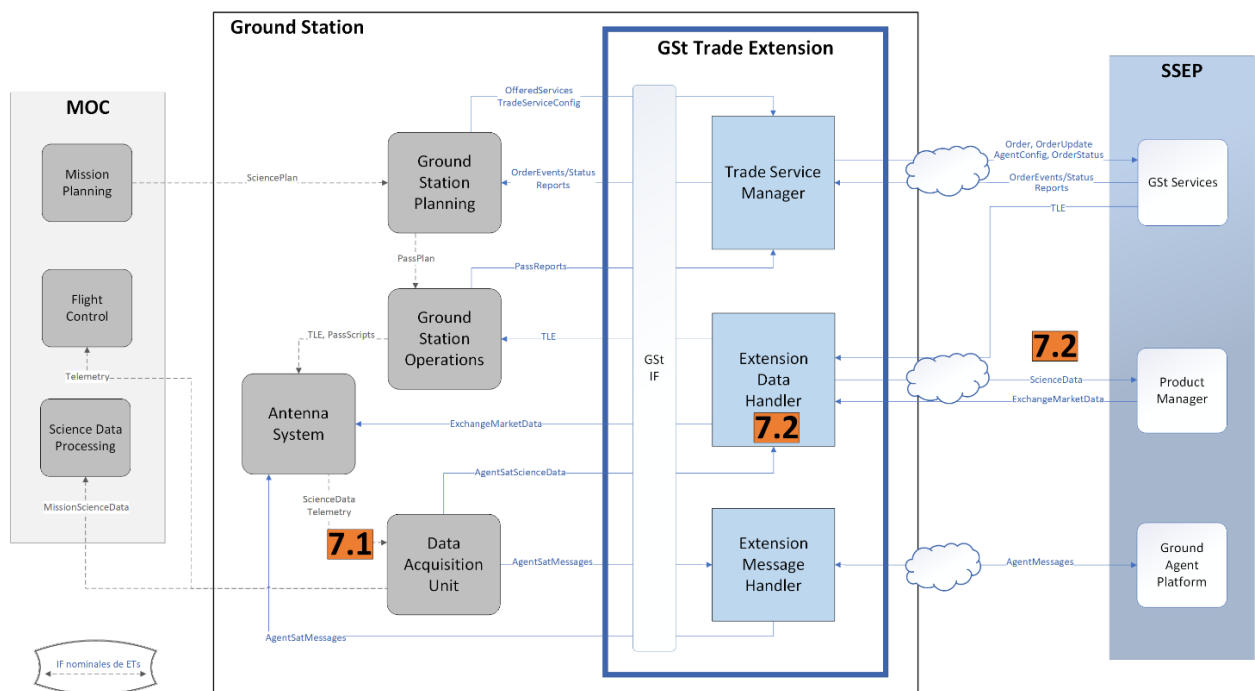 Ground Station
GSt Trade Extension
SSEP
MOC
OfferedServices
TradeServiceConfig
Mission
Planning
SciencePlan
Ground
Station
Planning
OrderEvents/Status
Reports
Trade Service
Manager
Order, OrderUpdate
AgentConfig, OrderStatus
OrderEvents/Status
Reports
TLE
GSt Services
PassPlan
PassReports
Flight
Control
TLE, PassScripts
Ground
Station
Operations
TLE
GSt
IF
Extension
Data
Handler
7.2
7.2
ScienceData
ExchangeMarketData
Product
Manager
Telemetry
Science Data
Processing
Antenna
System
ExchangeMarketData
AgentSatScienceData
MissionScienceData
ScienceData
Telemetry
7.1
Data
Acquisition
Unit
AgentSatMessages
Extension
Message
Handler
AgentMessages
Ground
Agent
Platform
AgentSatMessages
IF nominales de ETs